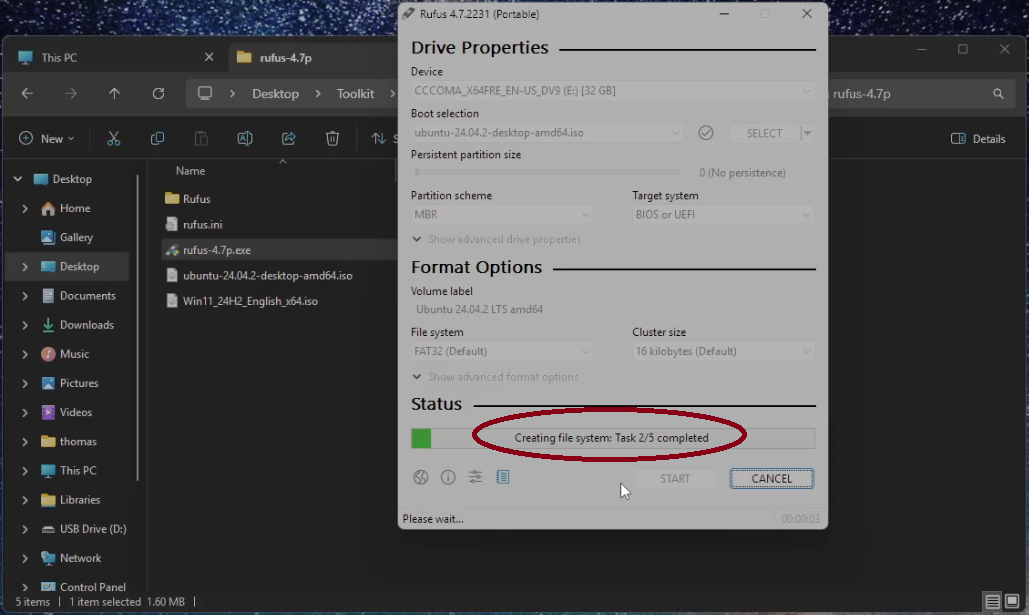 Rufus 4.7.2231 (Portable)
Drive Properties
Device
CCCOMA_X64FRE_EN-US_DV9 (E:) [32 GB]
Boot selection
ubuntu-24.04.2-desktop-amd64.iso
SELECT
Persistent partition size
0 (No persistence)
Partition scheme
Target system
MBR
BIOS or UEFI
Show advanced drive properties
Format Options
Volume label
Ubuntu 24.04.2 LTS amd64
File system
Cluster size
FAT32 (Default)
16 kilobytes (Default)
Show advanced format options
Status
Creating file system: Task 2/5 completed
START
CANCEL
Please wait...
00:00:03
This PC
rufus-4.7p
Desktop
Toolkit
rufus-4.7p
New
S
Details
Name
Desktop
Home
Gallery
Desktop
Documents
Downloads
Music
Pictures
Videos
thomas
This PC
Libraries
USB Drive (D:)
Network
Control Panel
Rufus
rufus.ini
rufus-4.7p.exe
ubuntu-24.04.2-desktop-amd64.iso
Win11_24H2_English_x64.iso
5 items
1 item selected 1.60 MB